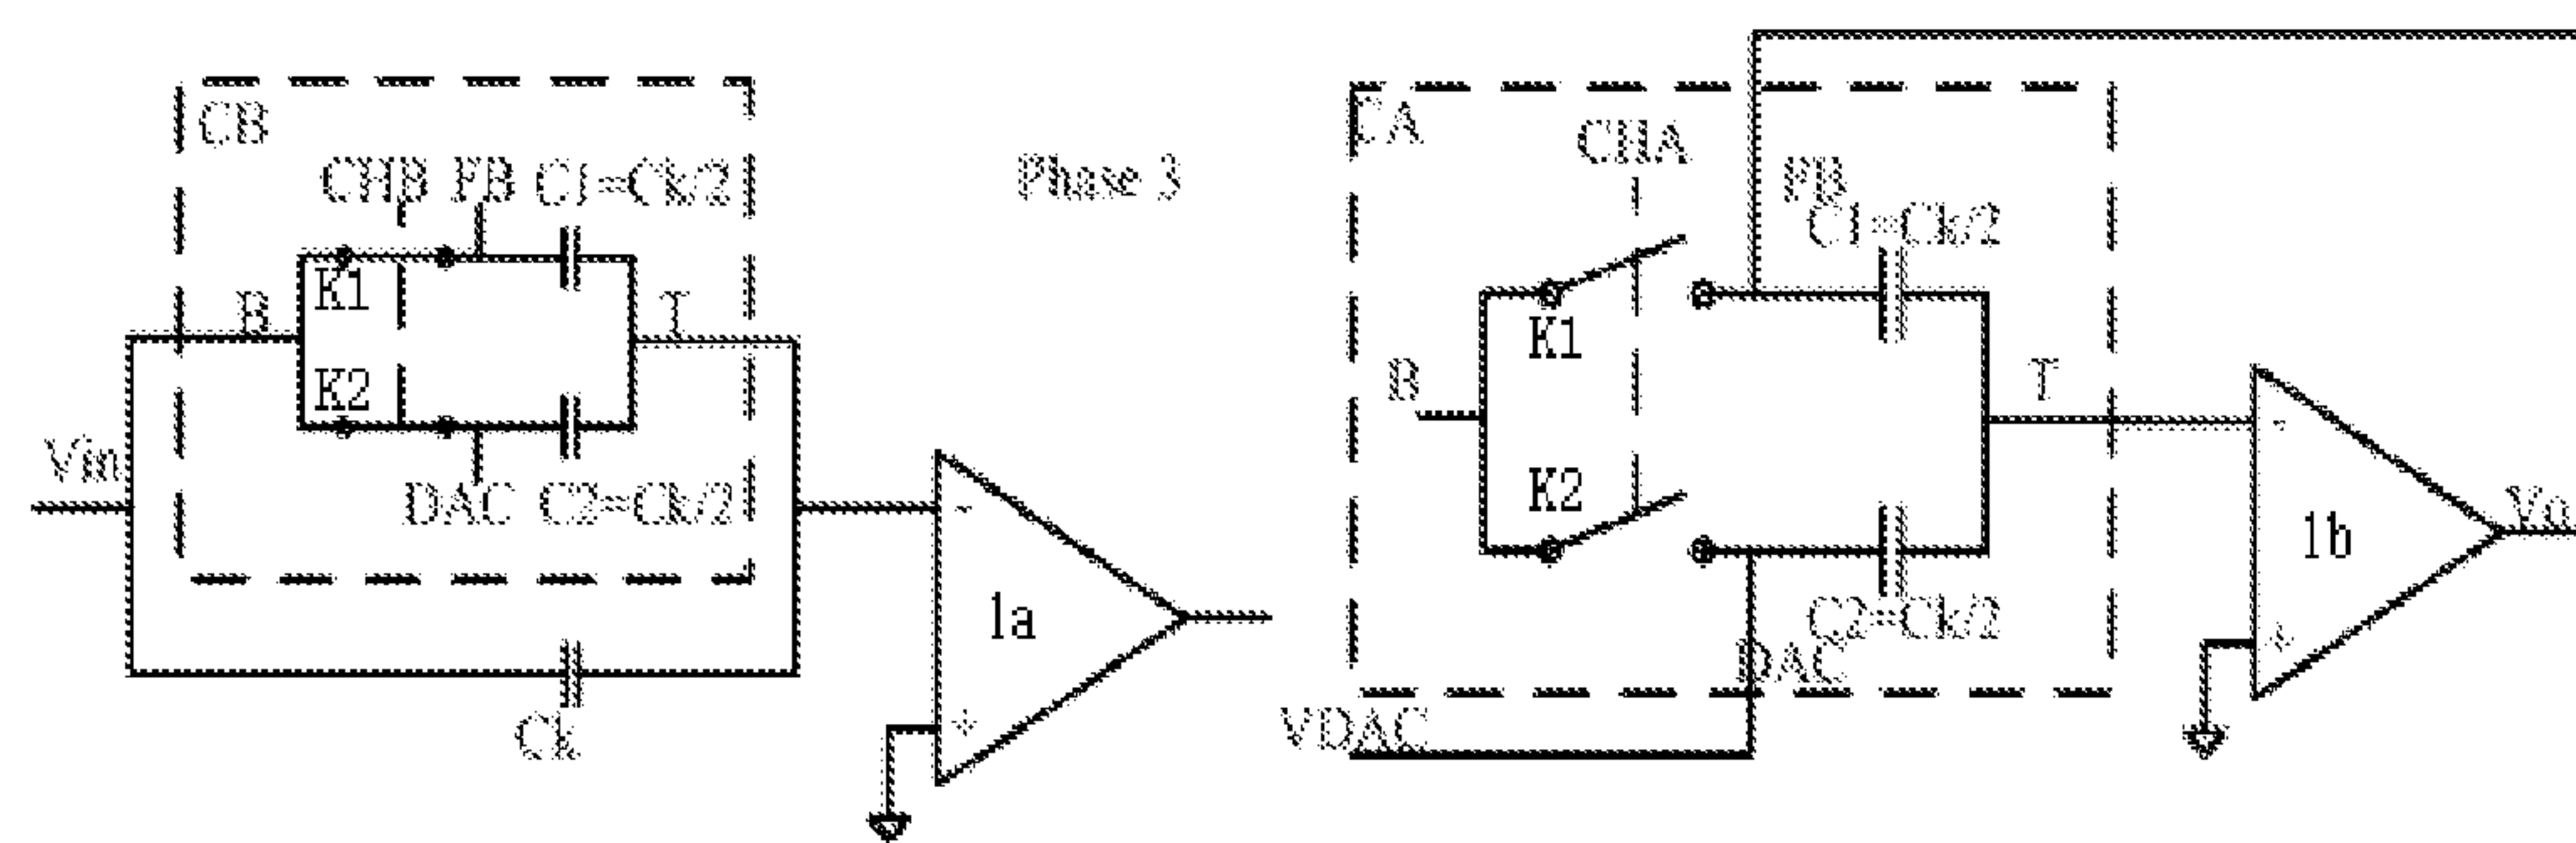 CB
CHB FB C1=Ck/2
B
K1
T
K2
Vin
DAC C2=Ck/2
-
1a
+
Ck
Phase 3
CA
CHA
FB
C1=Ck/2
K1
B
T
K2
-
1b
Vo
C2=Ck/2
+
DAC
VDAC